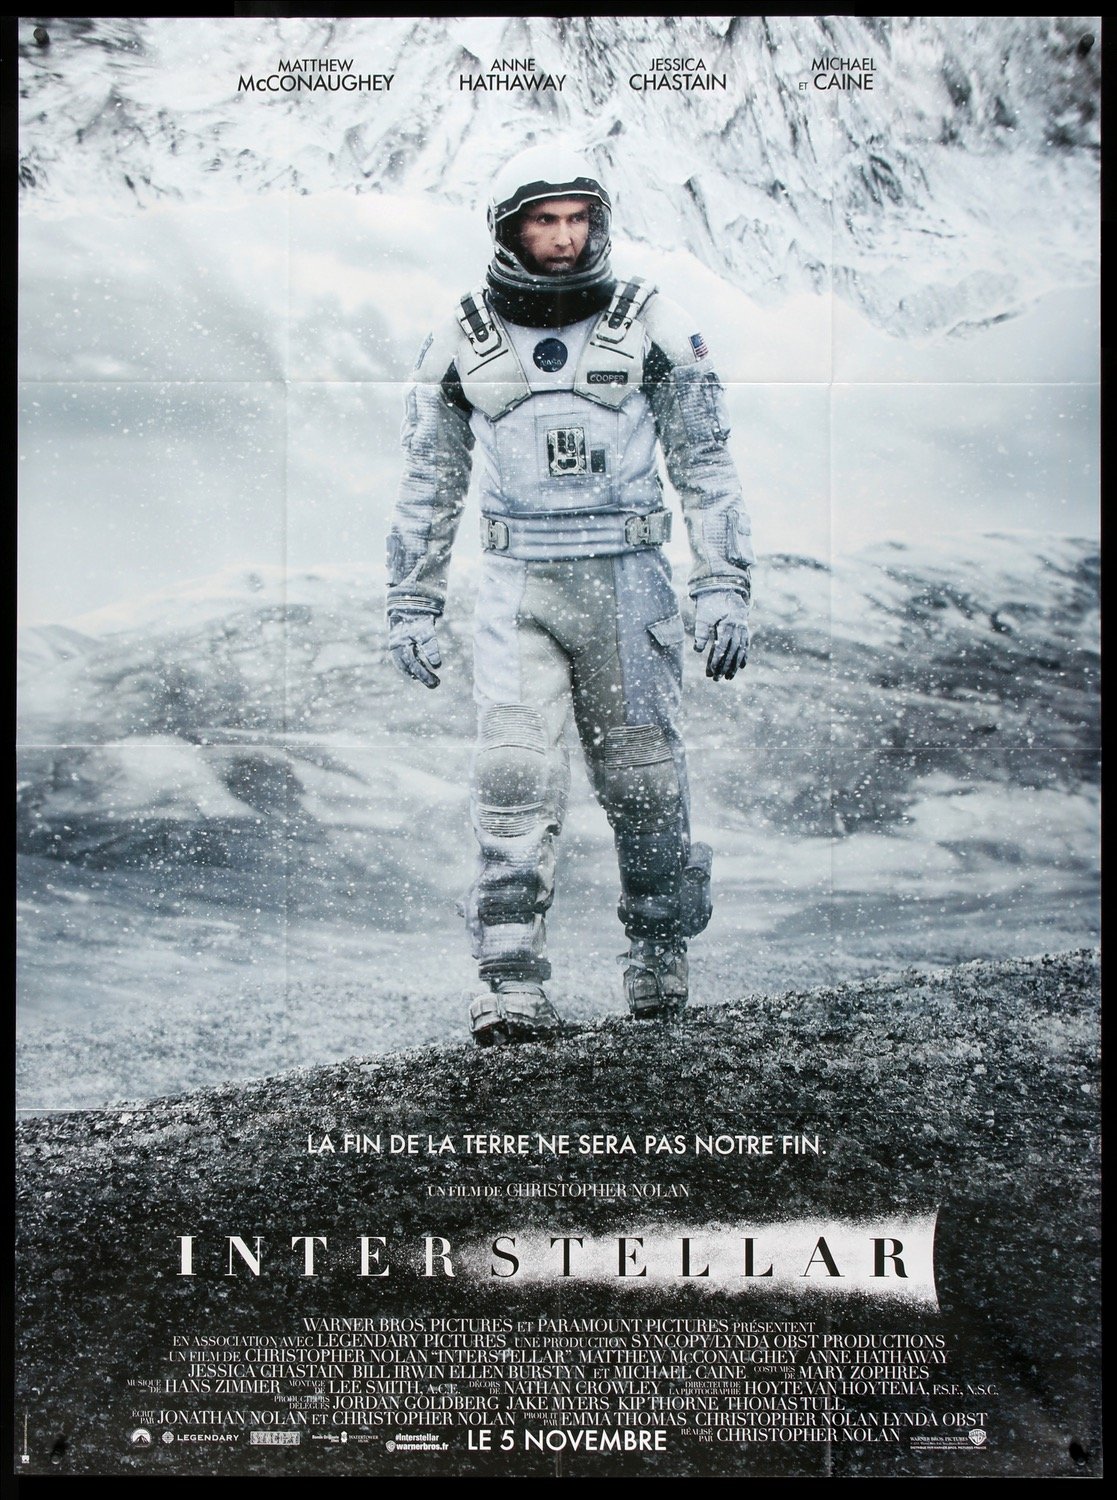 MATTHEW McCONAUGHEY
ANNE HATHAWAY
JESSICA CHASTAIN
ET MICHAEL CAINE
NASA
COOPER
LA FIN DE LA TERRE NE SERA PAS NOTRE FIN.
UN FILM DE CHRISTOPHER NOLAN
INTERSTELLAR
WARNER BROS. PICTURES ET PARAMOUNT PICTURES PRÉSENTENT
EN ASSOCIATION AVEC LEGENDARY PICTURES UNE PRODUCTION SYNCOPY/LYNDA OBST PRODUCTIONS
UN FILM DE CHRISTOPHER NOLAN "INTERSTELLAR" MATTHEW McCONAUGHEY ANNE HATHAWAY
JESSICA CHASTAIN BILL IRWIN ELLEN BURSTYN ET MICHAEL CAINE COSTUMES DE MARY ZOPHRES
MUSIQUE DE HANS ZIMMER MONTAGE DE LEE SMITH, A.C.E. DÉCORS DE NATHAN CROWLEY DIRECTEUR DE LA PHOTOGRAPHIE HOYTE VAN HOYTEMA, F.S.F., N.S.C.
PRODUCTEURS DÉLÉGUÉS JORDAN GOLDBERG JAKE MYERS KIP THORNE THOMAS TULL
ÉCRIT PAR JONATHAN NOLAN ET CHRISTOPHER NOLAN PRODUIT PAR EMMA THOMAS CHRISTOPHER NOLAN LYNDA OBST
RÉALISÉ PAR CHRISTOPHER NOLAN
LEGENDARY
SYNCOPY
#Interstellar
warnerbros.fr
LE 5 NOVEMBRE
WARNER BROS. PICTURES